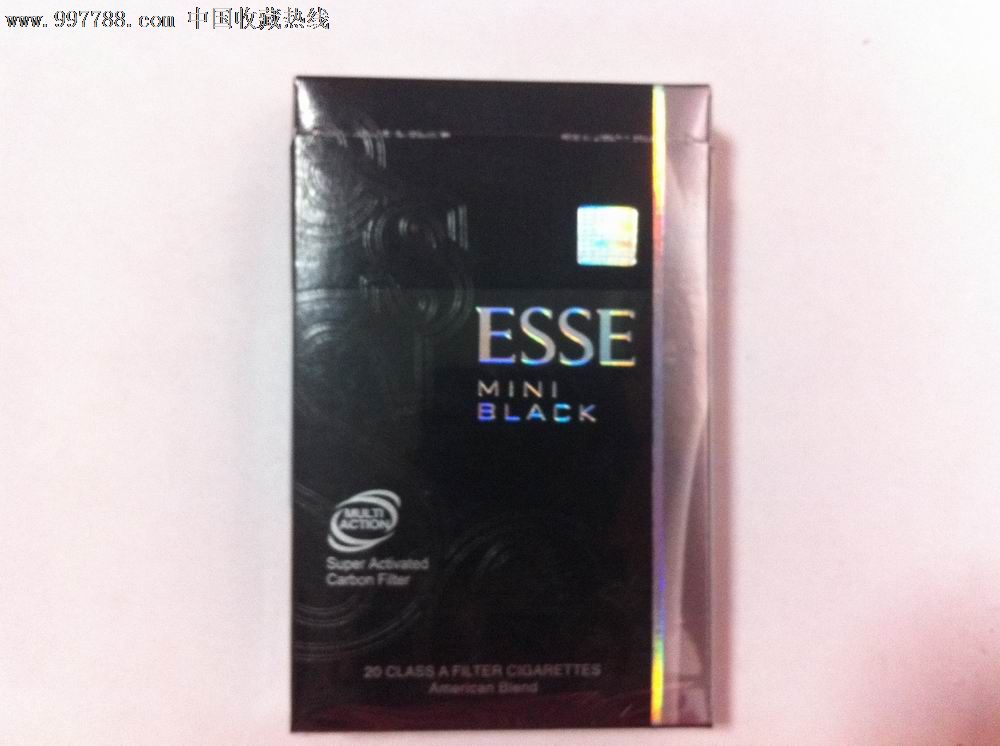 www.997788.com 中国收藏热线
ESSE
MINI
BLACK
MULTI
ACTION
Super Activated
Carbon Filter
20 CLASS A FILTER CIGARETTES
American Blend